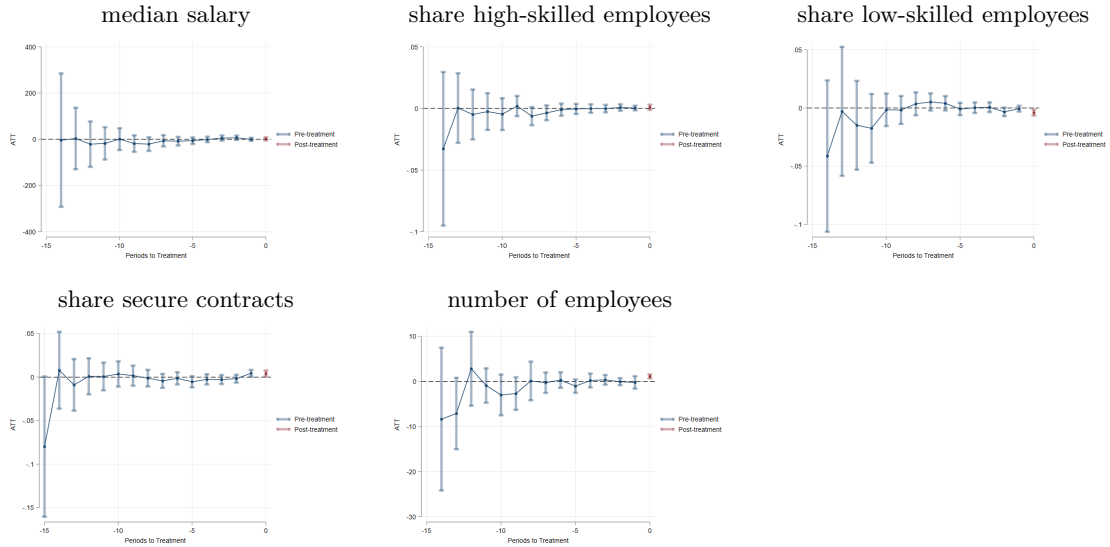 median salary
400
200
0
-200
-400
ATT
-15
-10
-5
0
Periods to Treatment
Pre-treatment
Post-treatment
share high-skilled employees
.05
0
-.05
-.1
ATT
-15
-10
-5
0
Periods to Treatment
Pre-treatment
Post-treatment
share low-skilled employees
.05
0
-.05
-.1
ATT
-15
-10
-5
0
Periods to Treatment
Pre-treatment
Post-treatment
share secure contracts
.05
0
-.05
-.1
-.15
ATT
-15
-10
-5
0
Periods to Treatment
Pre-treatment
Post-treatment
number of employees
10
0
-10
-20
-30
ATT
-15
-10
-5
0
Periods to Treatment
Pre-treatment
Post-treatment